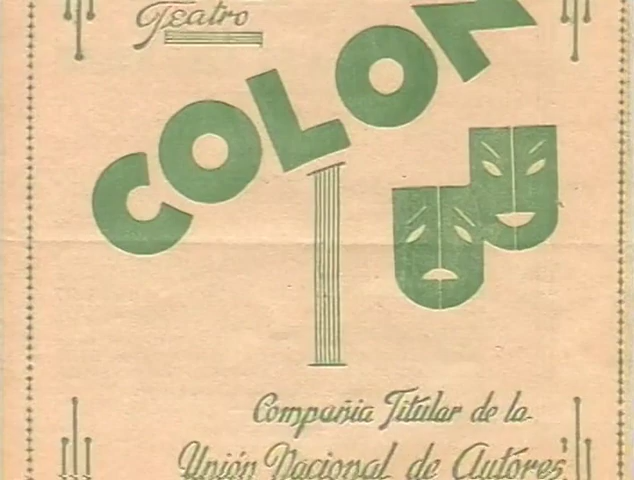 Teatro
COLON
Compañia Titular de la
Unión Nacional de Autores